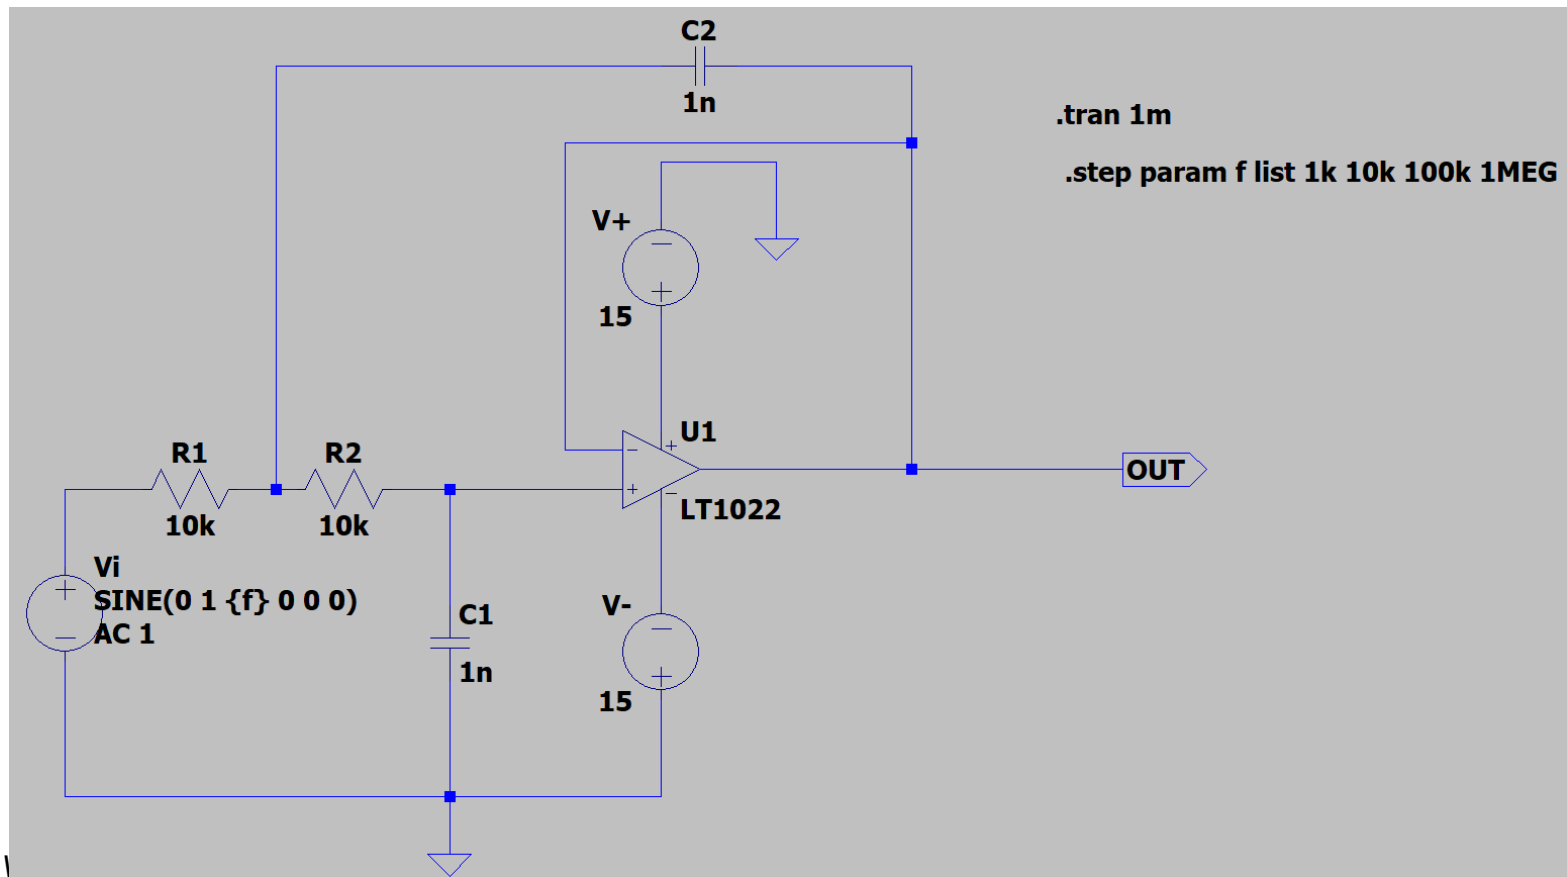 C2
1n
.tran 1m
.step param f list 1k 10k 100k 1MEG
V+
15
R1
10k
R2
10k
U1
LT1022
OUT
Vi
SINE(0 1 {f} 0 0 0)
AC 1
C1
1n
V-
15